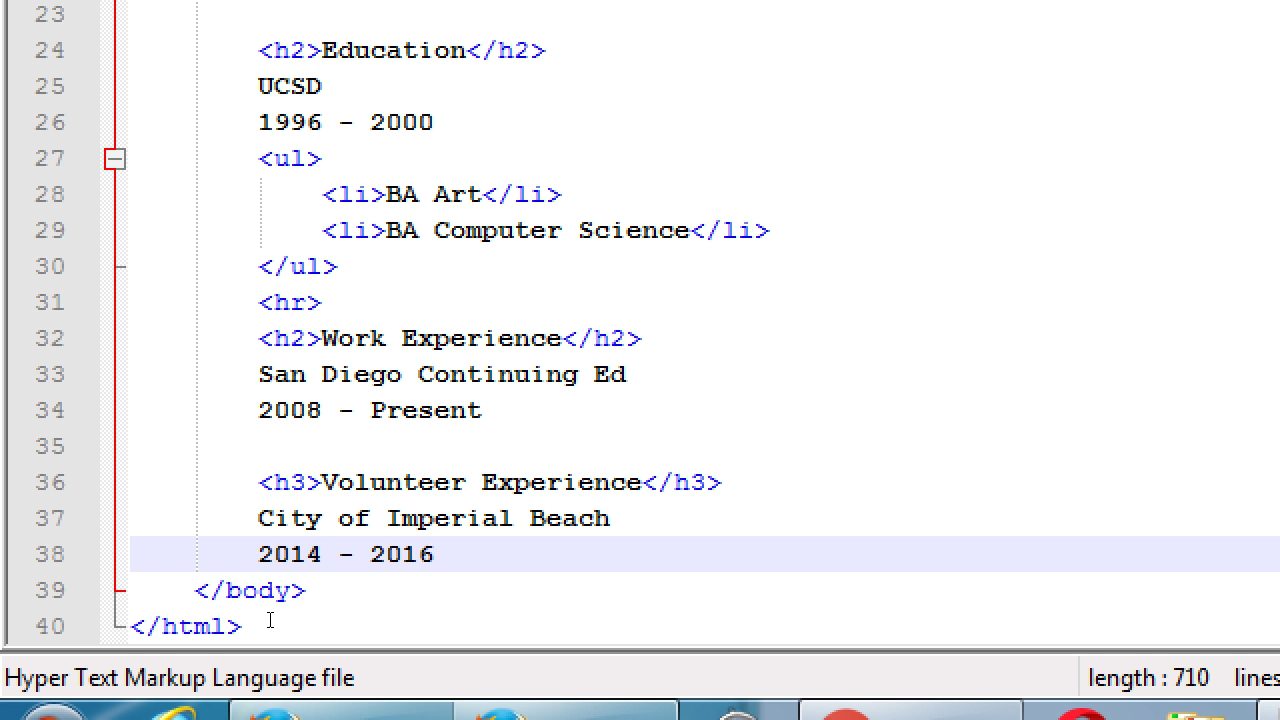 23
24 <h2>Education</h2>
25 UCSD
26 1996 - 2000
27 <ul>
28 <li>BA Art</li>
29 <li>BA Computer Science</li>
30 </ul>
31 <hr>
32 <h2>Work Experience</h2>
33 San Diego Continuing Ed
34 2008 - Present
35
36 <h3>Volunteer Experience</h3>
37 City of Imperial Beach
38 2014 - 2016
39 </body>
40 </html>
Hyper Text Markup Language file length : 710 lines